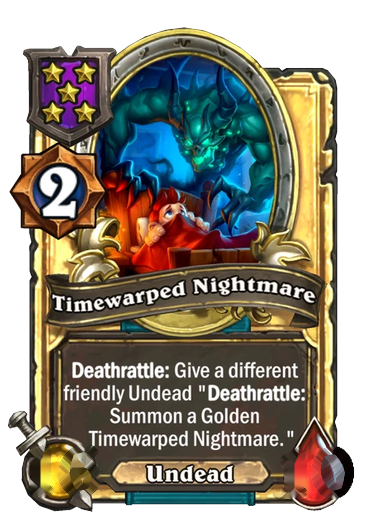 2
Timewarped Nightmare
Deathrattle: Give a different
friendly Undead "Deathrattle:
Summon a Golden
Timewarped Nightmare."
Undead